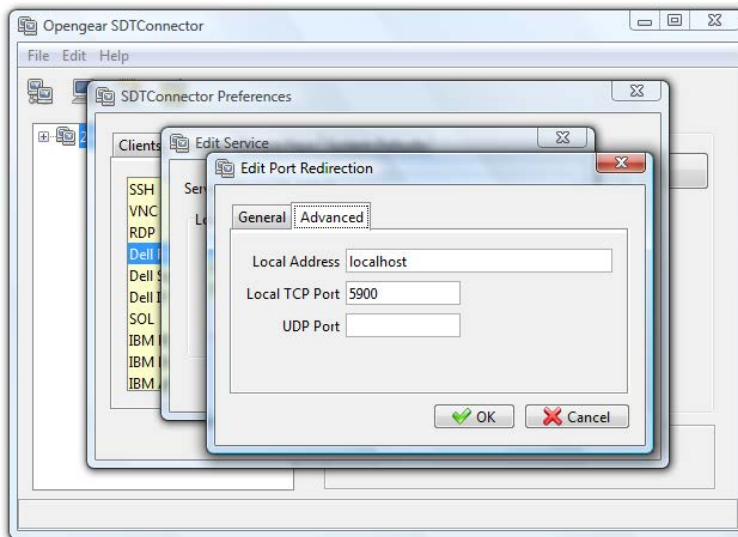 Opengear SDTConnector
File Edit Help
SDTConnector Preferences
Clients
Edit Service
Edit Port Redirection
SSH
VNC
RDP
Dell
Dell
Dell
SOL
IBM
IBM
IBM
General Advanced
Local Address localhost
Local TCP Port 5900
UDP Port
OK Cancel